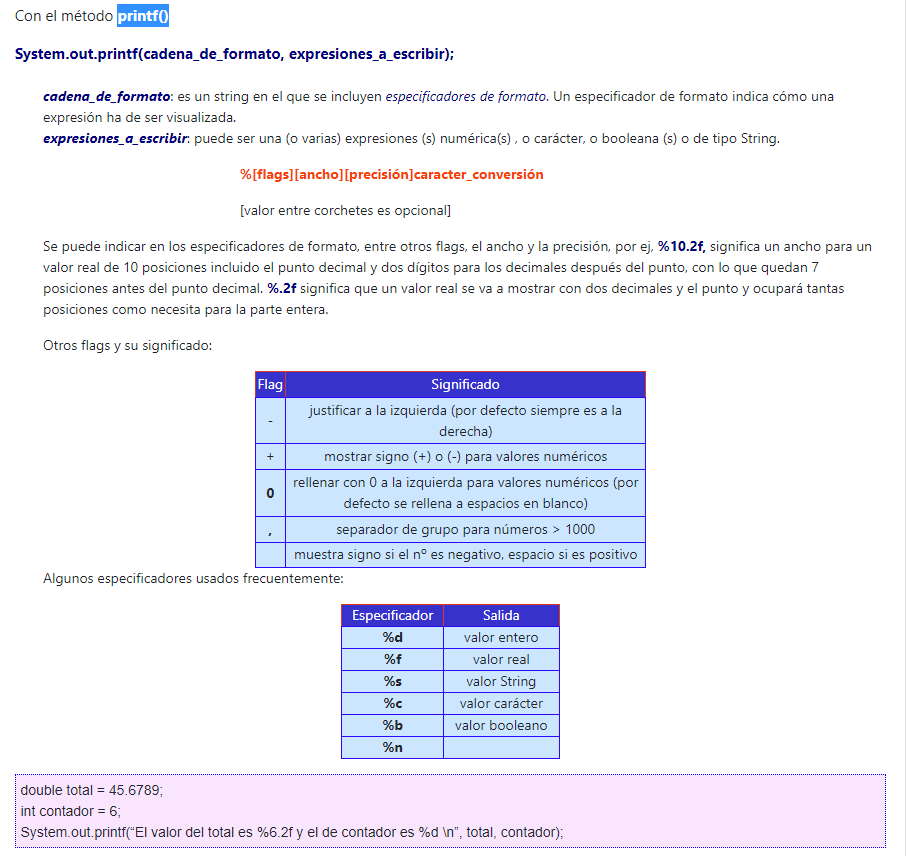 Con el método printf()
System.out.printf(cadena_de_formato, expresiones_a_escribir);
cadena_de_formato: es un string en el que se incluyen especificadores de formato. Un especificador de formato indica cómo una
expresión ha de ser visualizada.
expresiones_a_escribir: puede ser una (o varias) expresiones (s) numérica(s) , o carácter, o booleana (s) o de tipo String.
%[flags][ancho][precisión]caracter_conversión
[valor entre corchetes es opcional]
Se puede indicar en los especificadores de formato, entre otros flags, el ancho y la precisión, por ej, %10.2f, significa un ancho para un
valor real de 10 posiciones incluido el punto decimal y dos dígitos para los decimales después del punto, con lo que quedan 7
posiciones antes del punto decimal. %.2f significa que un valor real se va a mostrar con dos decimales y el punto y ocupará tantas
posiciones como necesita para la parte entera.
Otros flags y su significado:
Flag Significado
- justificar a la izquierda (por defecto siempre es a la
derecha)
+ mostrar signo (+) o (-) para valores numéricos
0 rellenar con 0 a la izquierda para valores numéricos (por
defecto se rellena a espacios en blanco)
, separador de grupo para números > 1000
muestra signo si el nº es negativo, espacio si es positivo
Algunos especificadores usados frecuentemente:
Especificador Salida
%d valor entero
%f valor real
%s valor String
%c valor carácter
%b valor booleano
%n
double total = 45.6789;
int contador = 6;
System.out.printf(“El valor del total es %6.2f y el de contador es %d \n”, total, contador);